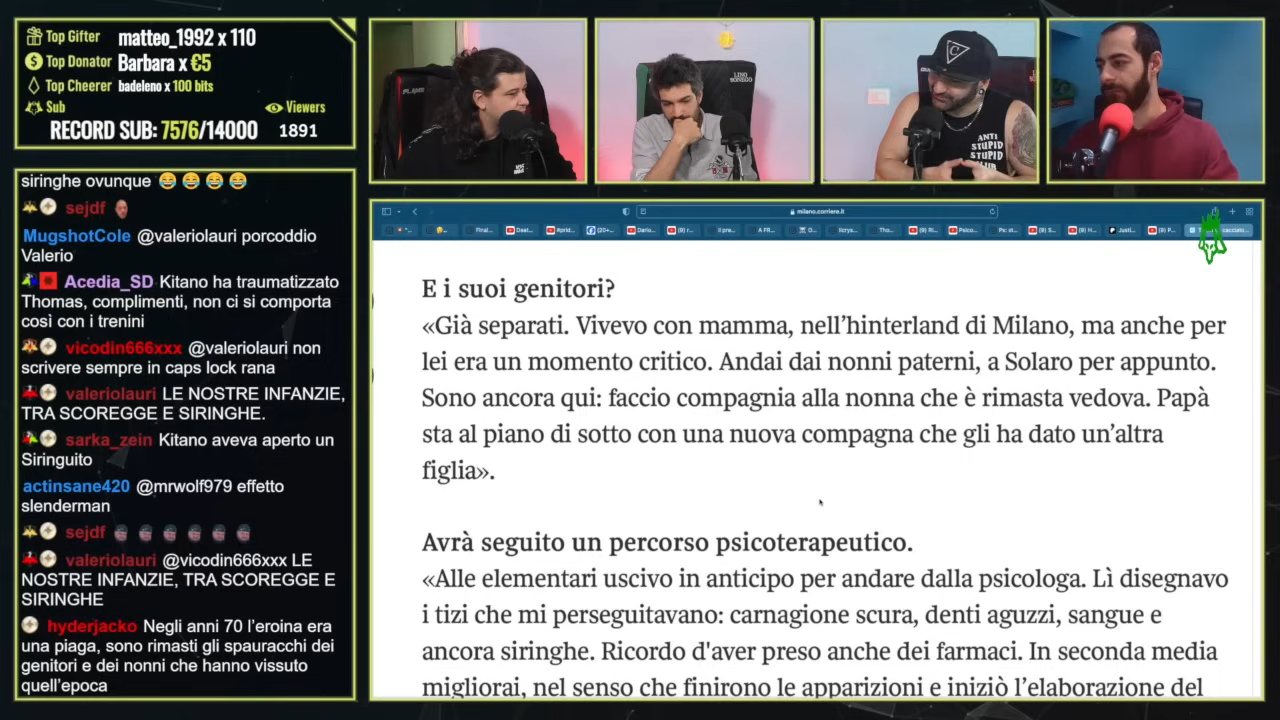 Top Gifter matteo_1992 x 110
Top Donator Barbara x €5
Top Cheerer badeleno x 100 bits
Sub Viewers
RECORD SUB: 7576/14000 1891
siringhe ovunque
sejdf
MugshotCole @valeriolauri porcoddio
Valerio
Acedia_SD Kitano ha traumatizzato
Thomas, complimenti, non ci si comporta
così con i trenini
vicodin666xxx @valeriolauri non
scrivere sempre in caps lock rana
valeriolauri LE NOSTRE INFANZIE,
TRA SCOREGGE E SIRINGHE.
sarka_zein Kitano aveva aperto un
Siringuito
actinsane420 @mrwolf979 effetto
slenderman
sejdf
valeriolauri @vicodin666xxx LE
NOSTRE INFANZIE, TRA SCOREGGE E
SIRINGHE
hyderjacko Negli anni 70 l'eroina era
una piaga, sono rimasti gli spauracchi dei
genitori e dei nonni che hanno vissuto
quell'epoca
LINO
SONEGO
C
ANTI
STUPID
STUPID
CLUB
milano.corriere.it
E i suoi genitori?
«Già separati. Vivevo con mamma, nell’hinterland di Milano, ma anche per
lei era un momento critico. Andai dai nonni paterni, a Solaro per appunto.
Sono ancora qui: faccio compagnia alla nonna che è rimasta vedova. Papà
sta al piano di sotto con una nuova compagna che gli ha dato un’altra
figlia».
Avrà seguito un percorso psicoterapeutico.
«Alle elementari uscivo in anticipo per andare dalla psicologa. Lì disegnavo
i tizi che mi perseguitavano: carnagione scura, denti aguzzi, sangue e
ancora siringhe. Ricordo d'aver preso anche dei farmaci. In seconda media
migliorai, nel senso che finirono le apparizioni e iniziò l’elaborazione del